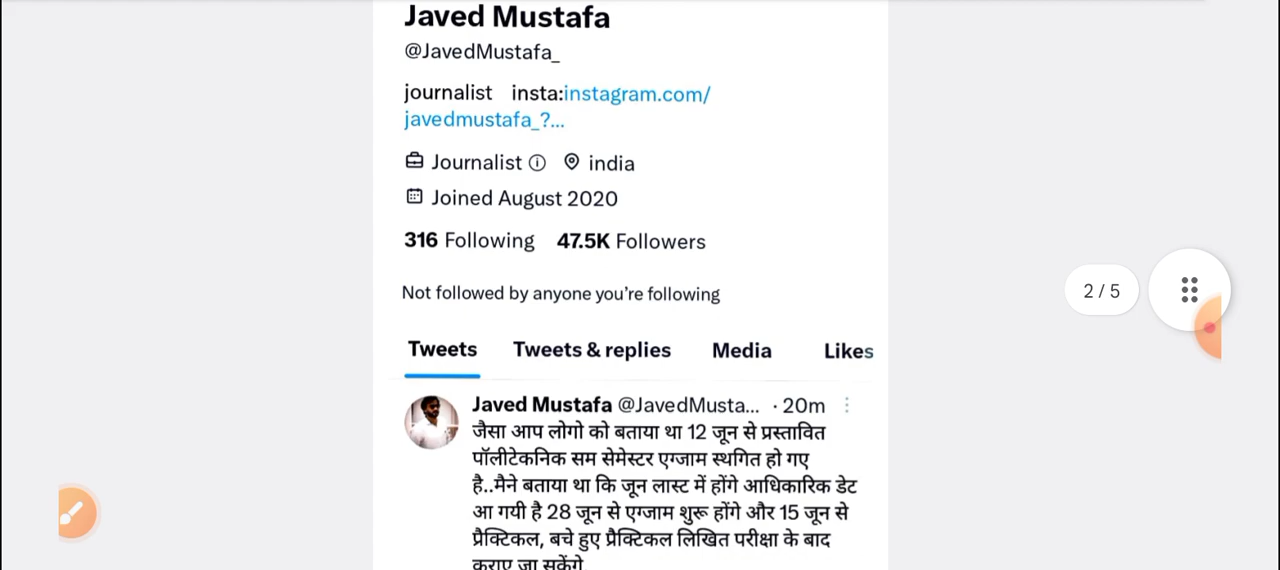 Javed Mustafa
@JavedMustafa_
journalist insta:instagram.com/
javedmustafa_?...
Journalist india
Joined August 2020
316 Following 47.5K Followers
Not followed by anyone you're following
Tweets Tweets & replies Media Likes
2 / 5
Javed Mustafa @JavedMusta... · 20m
जैसा आप लोगो को बताया था 12 जून से प्रस्तावित
पॉलीटेकनिक सम सेमेस्टर एग्जाम स्थगित हो गए
है..मैने बताया था कि जून लास्ट में होंगे आधिकारिक डेट
आ गयी है 28 जून से एग्जाम शुरू होंगे और 15 जून से
प्रैक्टिकल, बचे हुए प्रैक्टिकल लिखित परीक्षा के बाद
कराए जा सकेंगे